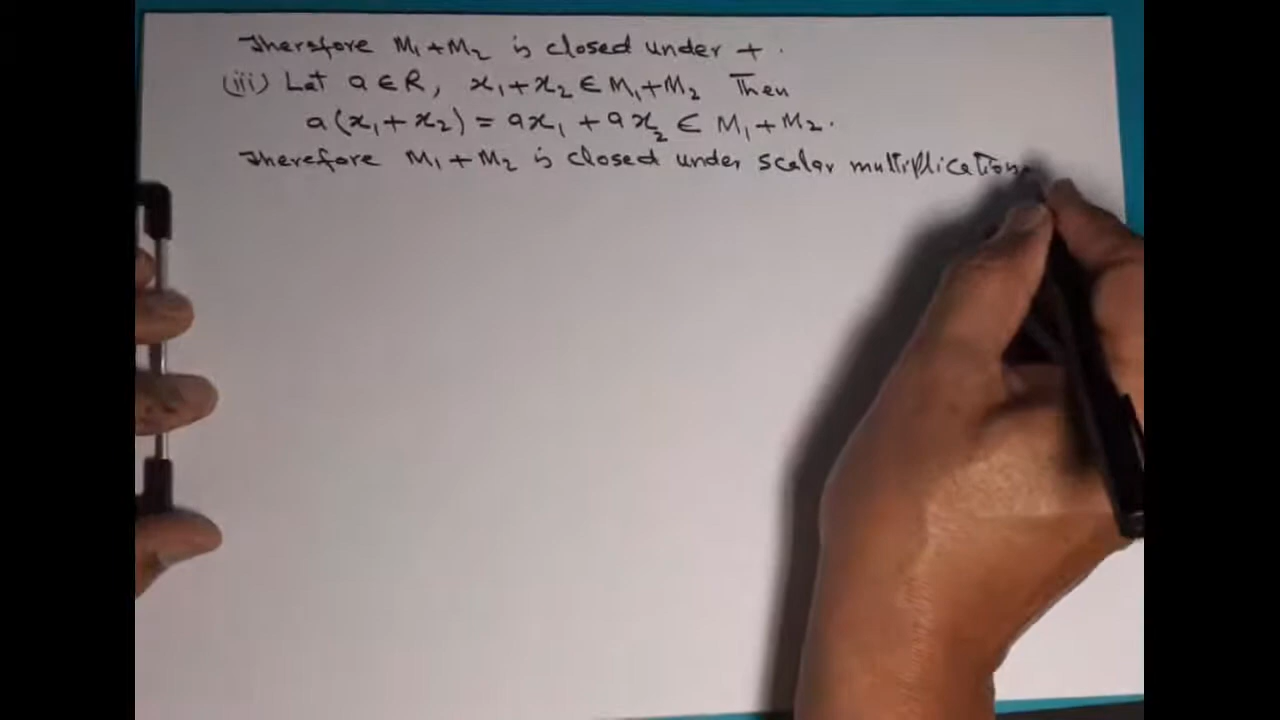 Therefore M₁+M₂ is closed under + .
(iii) Let a ∈ R, x₁+x₂ ∈ M₁+M₂ Then
a(x₁+x₂) = ax₁ + ax₂ ∈ M₁+M₂.
Therefore M₁+M₂ is closed under scalar multiplication